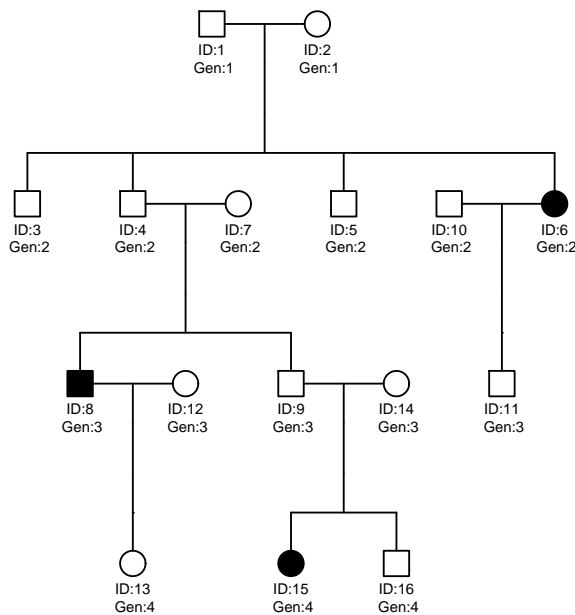 ID:1
Gen:1
ID:2
Gen:1
ID:3
Gen:2
ID:4
Gen:2
ID:7
Gen:2
ID:5
Gen:2
ID:10
Gen:2
ID:6
Gen:2
ID:8
Gen:3
ID:12
Gen:3
ID:9
Gen:3
ID:14
Gen:3
ID:11
Gen:3
ID:13
Gen:4
ID:15
Gen:4
ID:16
Gen:4